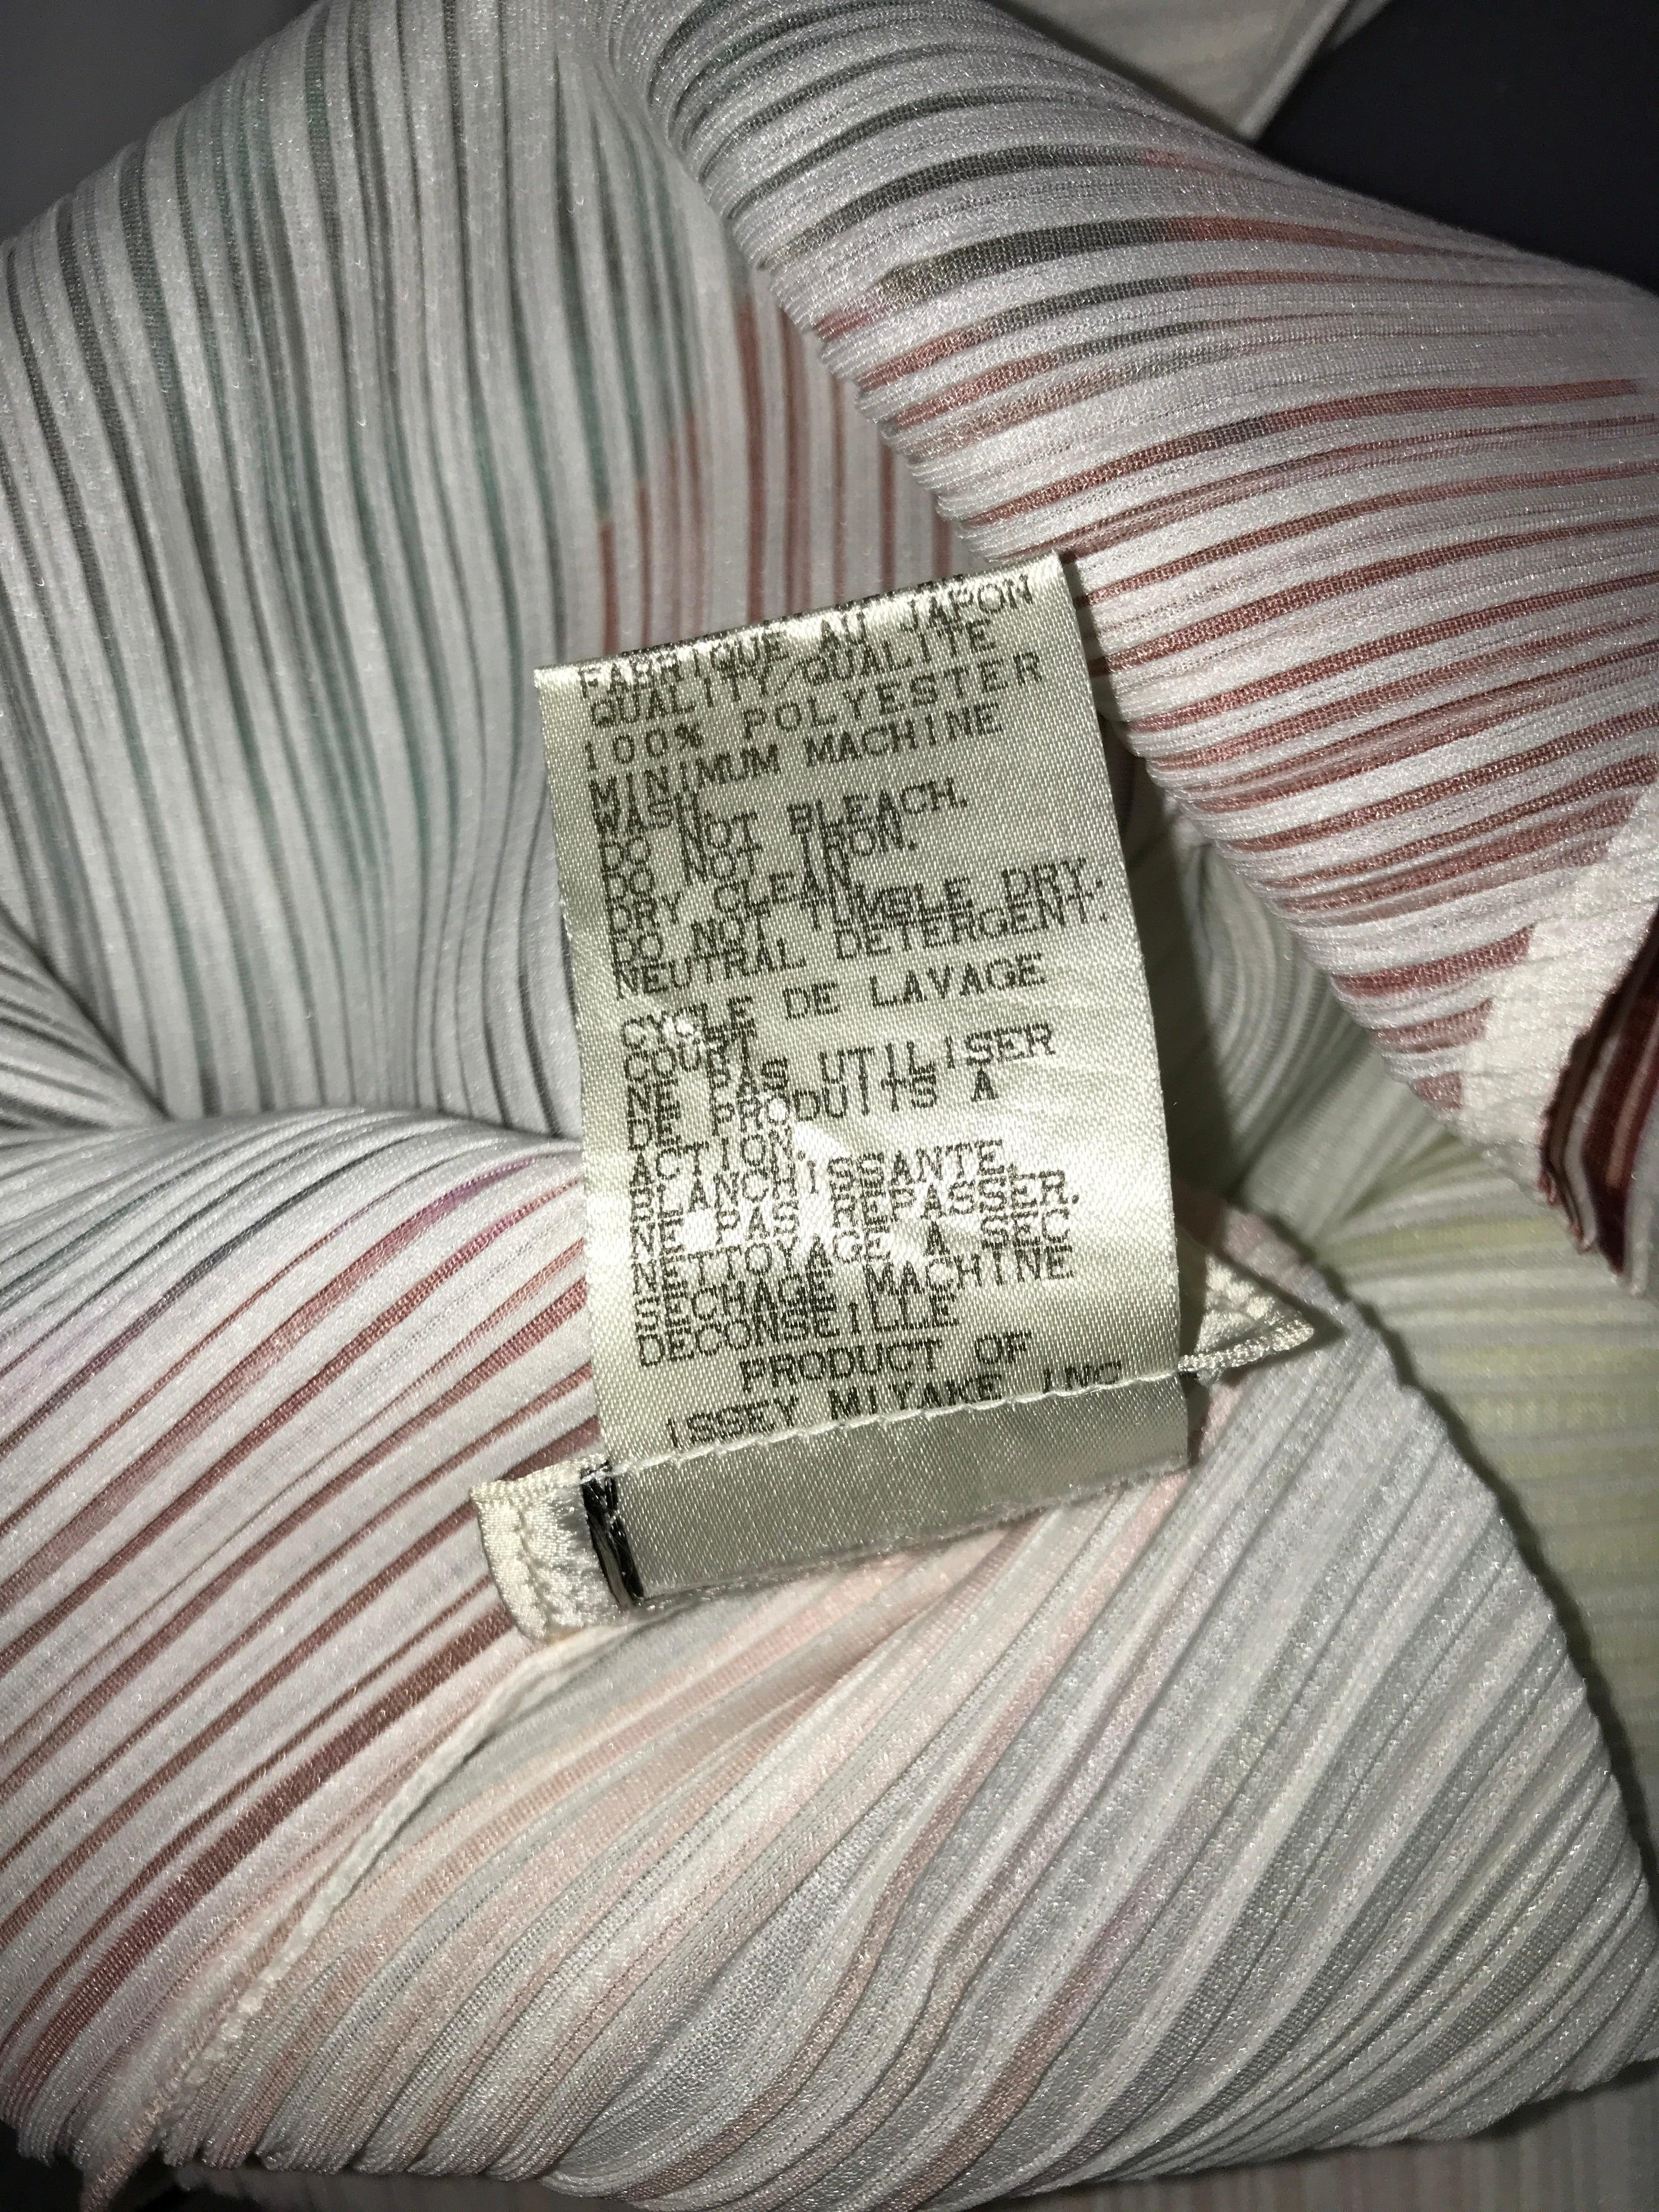 FABRIQUE AU JAPON
QUALITY/QUALITE
100% POLYESTER
MINIMUM MACHINE
WASH.
DO NOT BLEACH.
DO NOT IRON.
DRY CLEAN.
DO NOT TUMBLE DRY.
NEUTRAL DETERGENT.
CYCLE DE LAVAGE
COURT
NE PAS UTILISER
DE PRODUITS A
ACTION.
BLANCHISSANTE.
NE PAS REPASSER.
NETTOYAGE A SEC
SECHAGE MACHINE
DECONSEILLE
PRODUCT OF
ISSEY MIYAKE INC